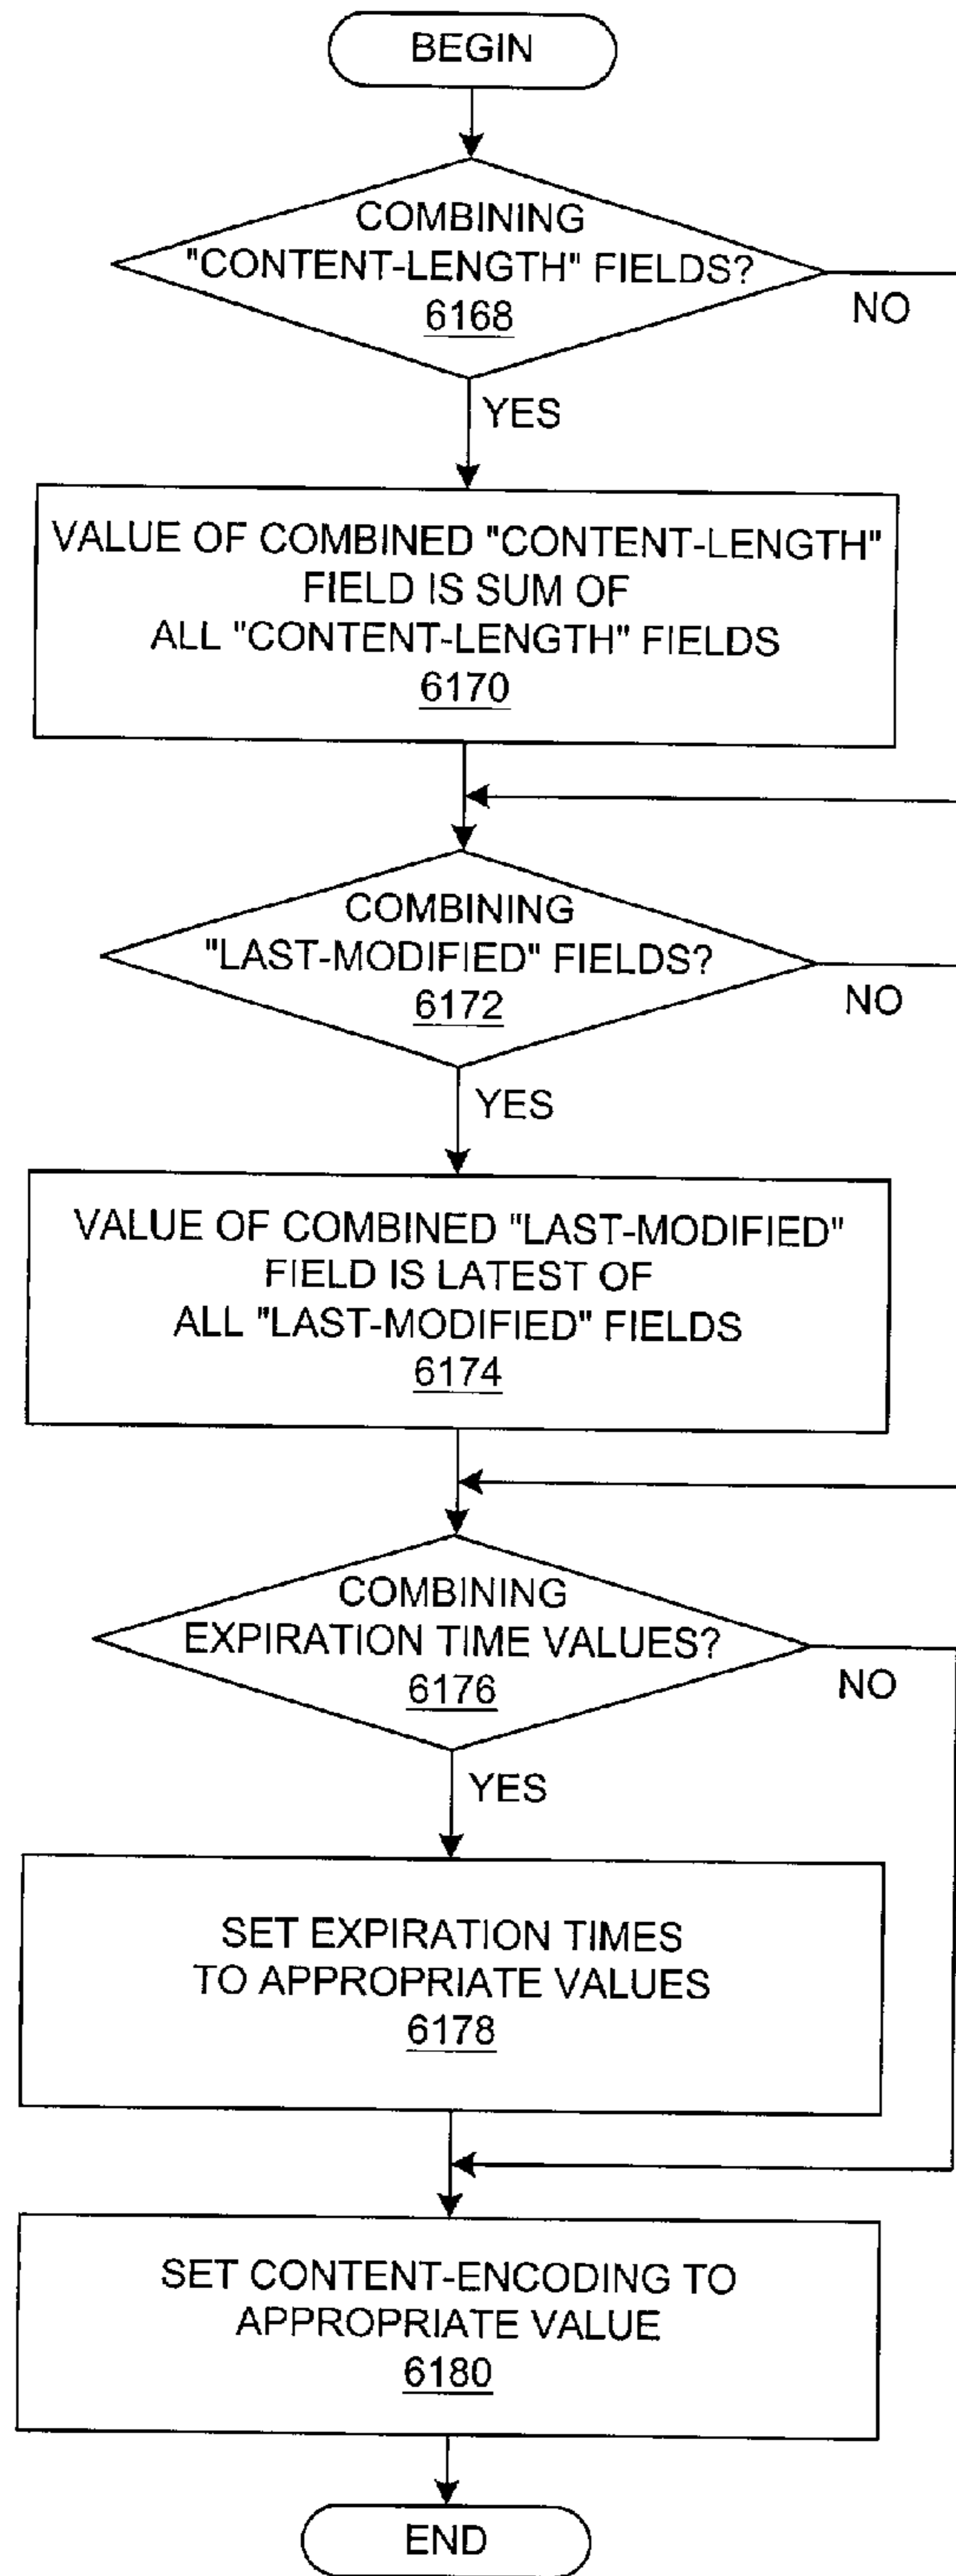 BEGIN
COMBINING
"CONTENT-LENGTH" FIELDS?
6168
NO
YES
VALUE OF COMBINED "CONTENT-LENGTH"
FIELD IS SUM OF
ALL "CONTENT-LENGTH" FIELDS
6170
COMBINING
"LAST-MODIFIED" FIELDS?
6172
NO
YES
VALUE OF COMBINED "LAST-MODIFIED"
FIELD IS LATEST OF
ALL "LAST-MODIFIED" FIELDS
6174
COMBINING
EXPIRATION TIME VALUES?
6176
NO
YES
SET EXPIRATION TIMES
TO APPROPRIATE VALUES
6178
SET CONTENT-ENCODING TO
APPROPRIATE VALUE
6180
END